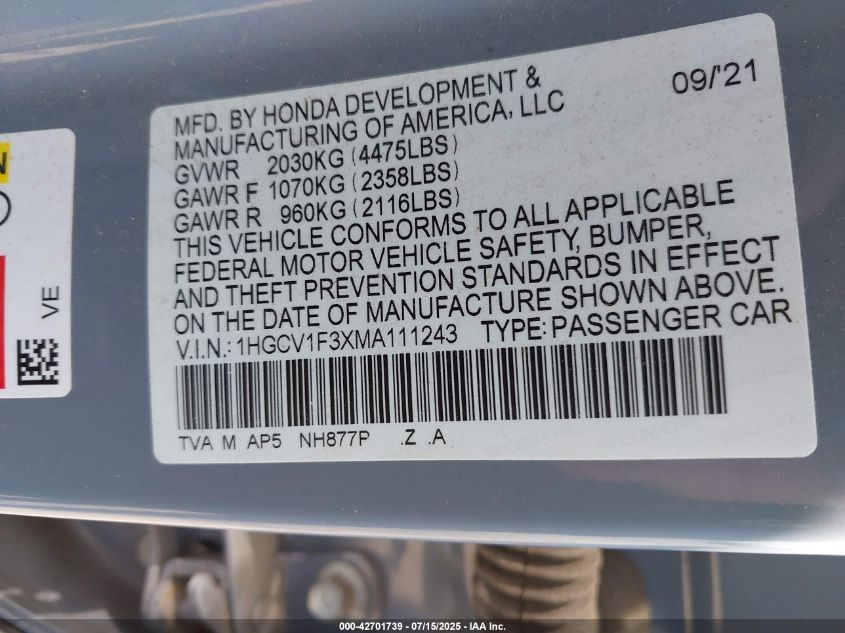 MFD. BY HONDA DEVELOPMENT &
MANUFACTURING OF AMERICA, LLC
09/'21
GVWR 2030KG (4475LBS)
GAWR F 1070KG (2358LBS)
GAWR R 960KG (2116LBS)
THIS VEHICLE CONFORMS TO ALL APPLICABLE
FEDERAL MOTOR VEHICLE SAFETY, BUMPER,
AND THEFT PREVENTION STANDARDS IN EFFECT
ON THE DATE OF MANUFACTURE SHOWN ABOVE.
V.I.N.: 1HGCV1F3XMA111243 TYPE: PASSENGER CAR
TVA M AP5 NH877P .Z .A
N
VE
000-42701739 - 07/15/2025 - IAA Inc.